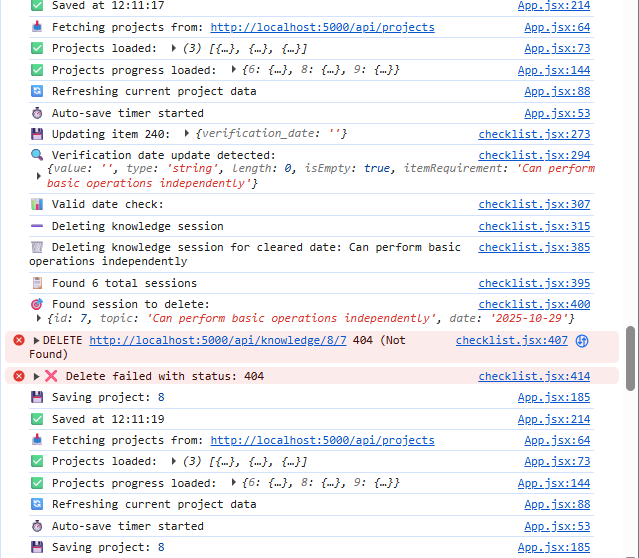 Saved at 12:11:17 App.jsx:214
Fetching projects from: http://localhost:5000/api/projects App.jsx:64
Projects loaded: ▶ (3) [{…}, {…}, {…}] App.jsx:73
Projects progress loaded: ▶ {6: {…}, 8: {…}, 9: {…}} App.jsx:144
Refreshing current project data App.jsx:88
Auto-save timer started App.jsx:53
Updating item 240: ▶ {verification_date: ''} checklist.jsx:273
Verification date update detected: checklist.jsx:294
{value: '', type: 'string', length: 0, isEmpty: true, itemRequirement: 'Can perform
▶ basic operations independently'}
Valid date check: checklist.jsx:307
Deleting knowledge session checklist.jsx:315
Deleting knowledge session for cleared date: Can perform basic checklist.jsx:385
operations independently
Found 6 total sessions checklist.jsx:395
Found session to delete: checklist.jsx:400
▶ {id: 7, topic: 'Can perform basic operations independently', date: '2025-10-29'}
▶ DELETE http://localhost:5000/api/knowledge/8/7 404 (Not checklist.jsx:407
Found)
▶ ❌ Delete failed with status: 404 checklist.jsx:414
Saving project: 8 App.jsx:185
Saved at 12:11:19 App.jsx:214
Fetching projects from: http://localhost:5000/api/projects App.jsx:64
Projects loaded: ▶ (3) [{…}, {…}, {…}] App.jsx:73
Projects progress loaded: ▶ {6: {…}, 8: {…}, 9: {…}} App.jsx:144
Refreshing current project data App.jsx:88
Auto-save timer started App.jsx:53
Saving project: 8 App.jsx:185